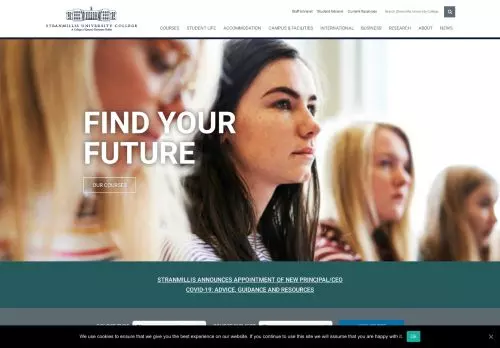 Staff Intranet Student Intranet Current Vacancies Search Stranmillis University College
STRANMILLIS UNIVERSITY COLLEGE
A College of Queen's University Belfast
COURSES STUDENT LIFE ACCOMMODATION CAMPUS & FACILITIES INTERNATIONAL BUSINESS RESEARCH ABOUT NEWS
FIND YOUR
FUTURE
OUR COURSES
STRANMILLIS ANNOUNCES APPOINTMENT OF NEW PRINCIPAL/CEO
COVID-19: ADVICE, GUIDANCE AND RESOURCES
We use cookies to ensure that we give you the best experience on our website. If you continue to use this site we will assume that you are happy with it. Ok